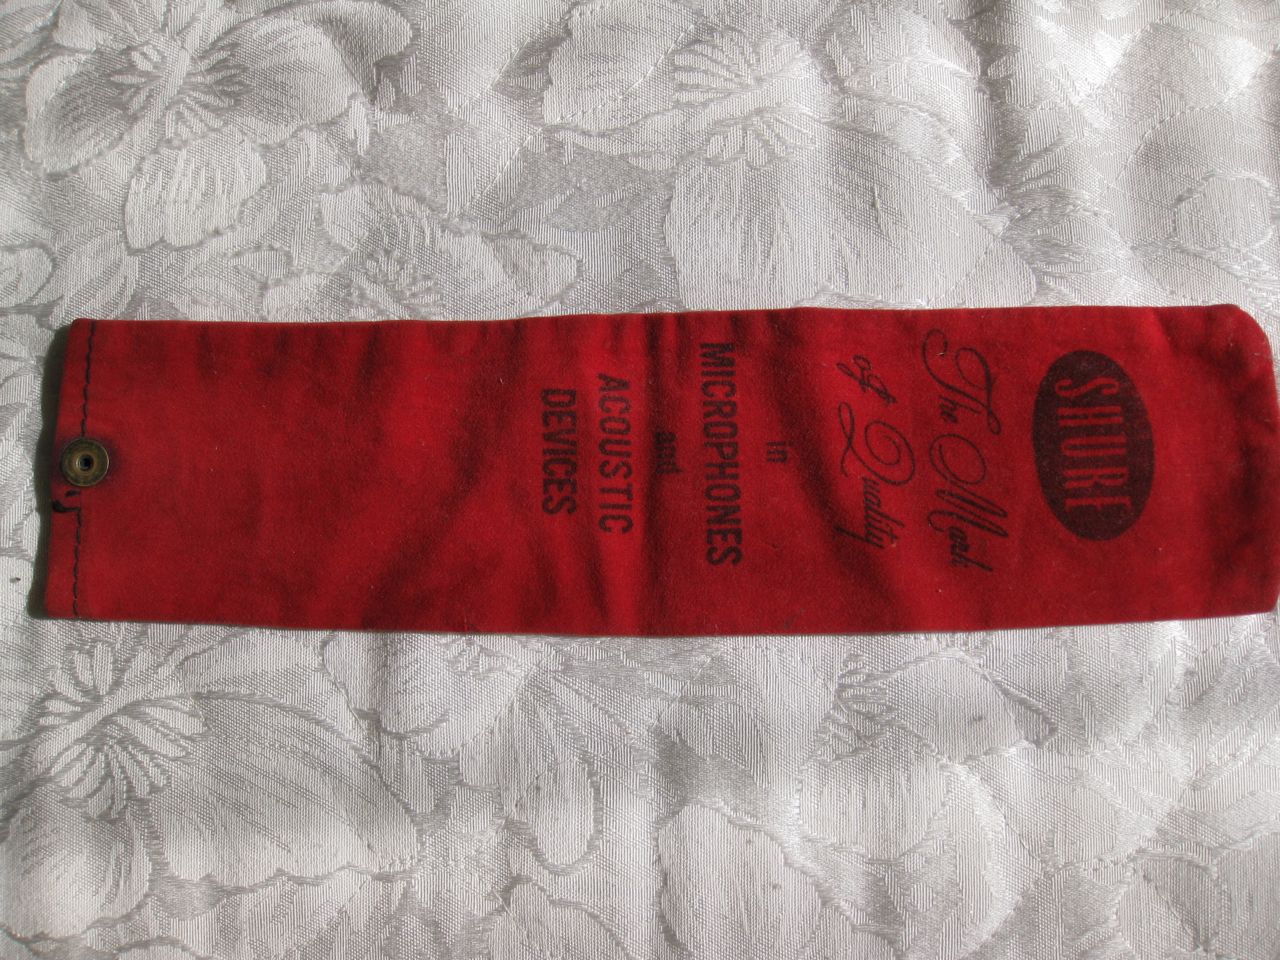 SHURE
The Mark
of Quality
in
MICROPHONES
and
ACOUSTIC
DEVICES